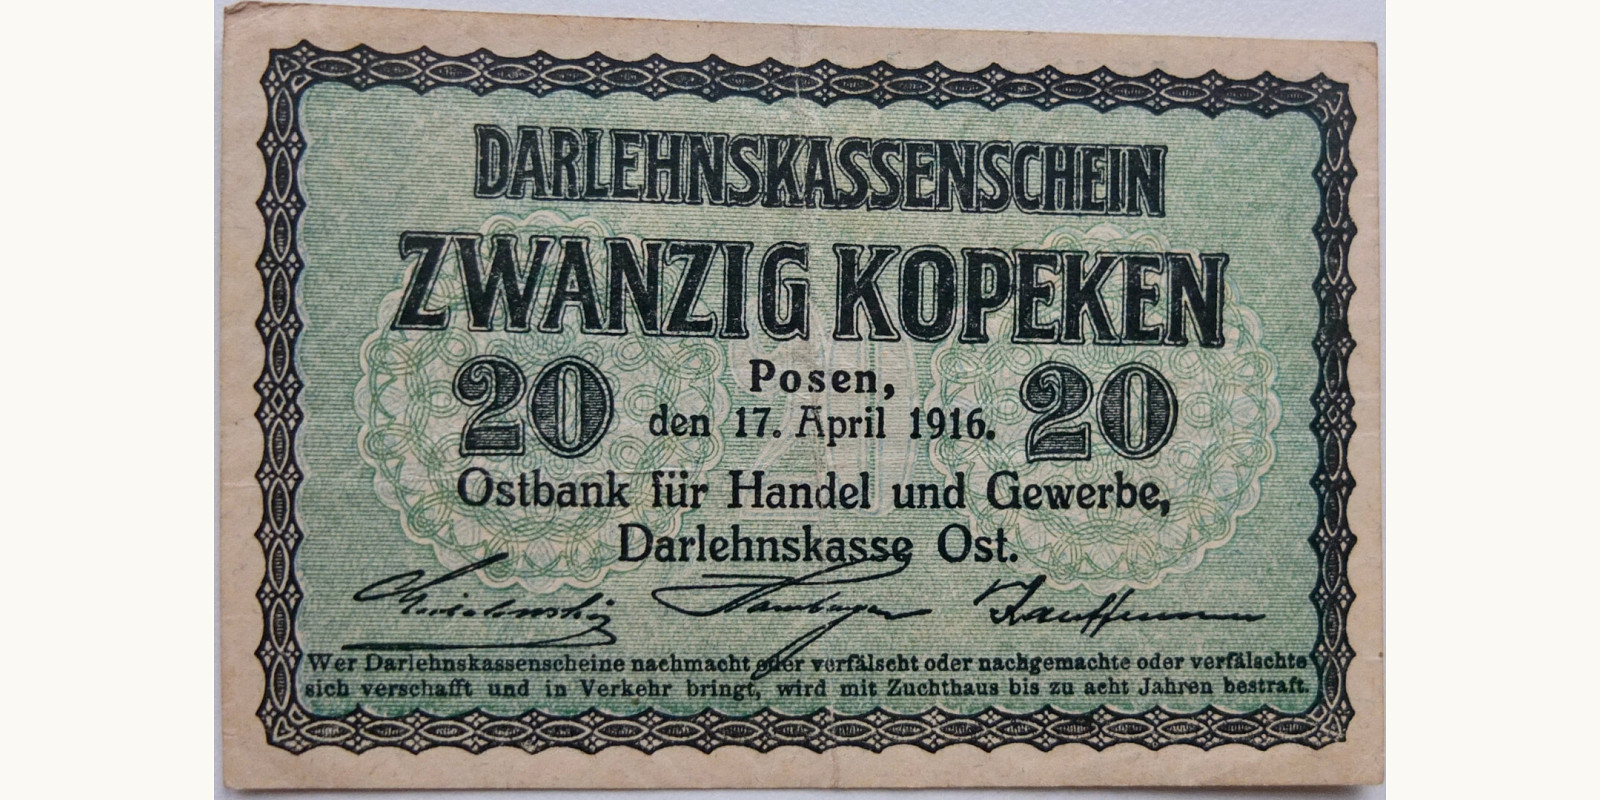 DARLEHNSKASSENSCHEIN
ZWANZIG KOPEKEN
20 Posen, 20
den 17. April 1916.
Ostbank für Handel und Gewerbe,
Darlehnskasse Ost.
Kauffmann
Wer Darlehnskassenscheine nachmacht oder verfälscht oder nachgemachte oder verfälschte
sich verschafft und in Verkehr bringt, wird mit Zuchthaus bis zu acht Jahren bestraft.